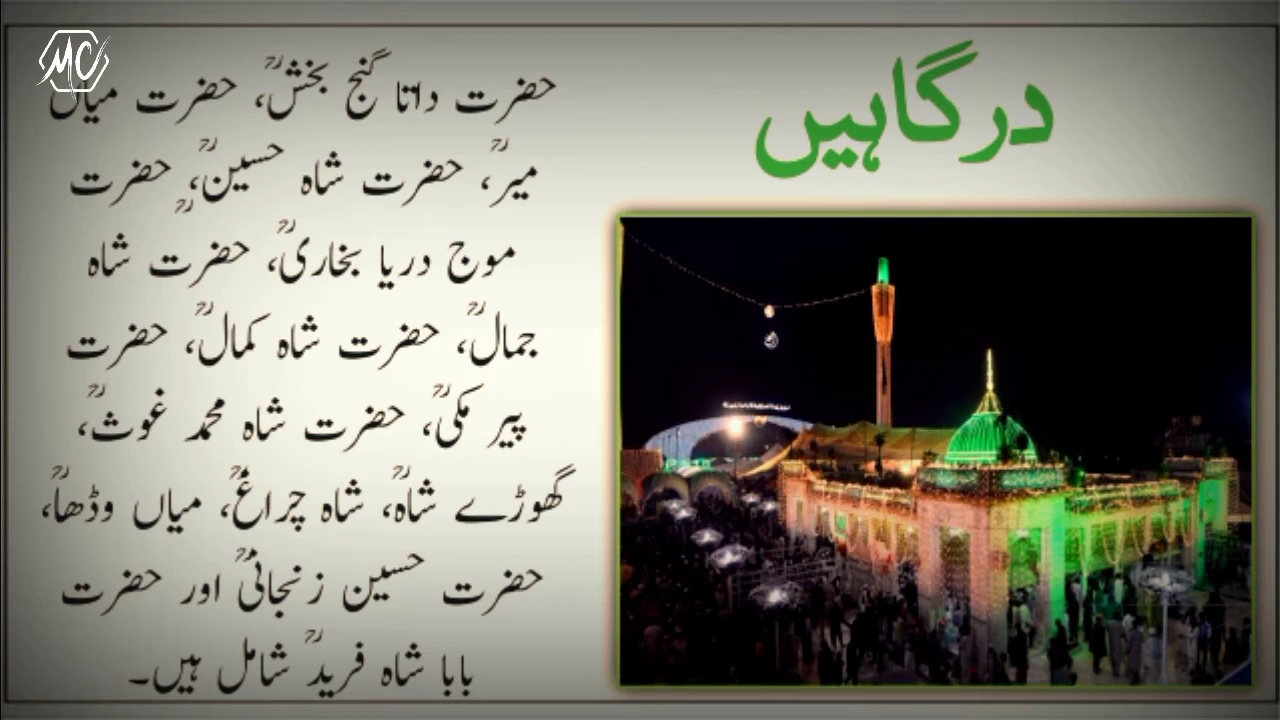 MC
درگاہیں
حضرت داتا گنج بخشؒ، حضرت میاں
میرؒ، حضرت شاہ حسینؒ، حضرت
موج دریا بخاریؒ، حضرت شاہ
جمالؒ، حضرت شاہ کمالؒ، حضرت
پیر مکیؒ، حضرت شاہ محمد غوثؒ،
گھوڑے شاہؒ، شاہ چراغؒ، میاں وڈھاؒ،
حضرت حسین زنجانیؒ اور حضرت
بابا شاہ فریدؒ شامل ہیں۔